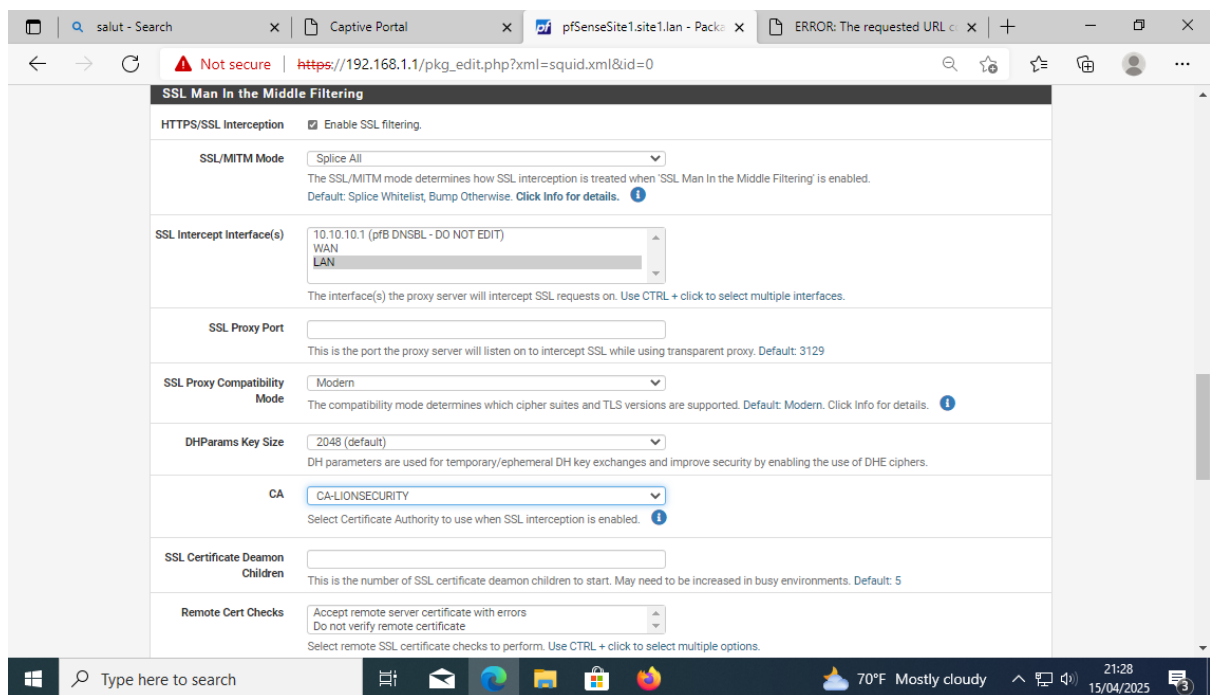 salut - Search
Captive Portal
pfSenseSite1.site1.lan - Packa
ERROR: The requested URL c
Not secure | https://192.168.1.1/pkg_edit.php?xml=squid.xml&id=0
SSL Man In the Middle Filtering
HTTPS/SSL Interception
Enable SSL filtering.
SSL/MITM Mode
Splice All
The SSL/MITM mode determines how SSL interception is treated when 'SSL Man In the Middle Filtering' is enabled.
Default: Splice Whitelist, Bump Otherwise. Click Info for details.
SSL Intercept Interface(s)
10.10.10.1 (pfB DNSBL - DO NOT EDIT)
WAN
LAN
The interface(s) the proxy server will intercept SSL requests on. Use CTRL + click to select multiple interfaces.
SSL Proxy Port
This is the port the proxy server will listen on to intercept SSL while using transparent proxy. Default: 3129
SSL Proxy Compatibility
Mode
Modern
The compatibility mode determines which cipher suites and TLS versions are supported. Default: Modern. Click Info for details.
DHParams Key Size
2048 (default)
DH parameters are used for temporary/ephemeral DH key exchanges and improve security by enabling the use of DHE ciphers.
CA
CA-LIONSECURITY
Select Certificate Authority to use when SSL interception is enabled.
SSL Certificate Deamon
Children
This is the number of SSL certificate deamon children to start. May need to be increased in busy environments. Default: 5
Remote Cert Checks
Accept remote server certificate with errors
Do not verify remote certificate
Select remote SSL certificate checks to perform. Use CTRL + click to select multiple options.
Type here to search
70°F Mostly cloudy
21:28
15/04/2025
3